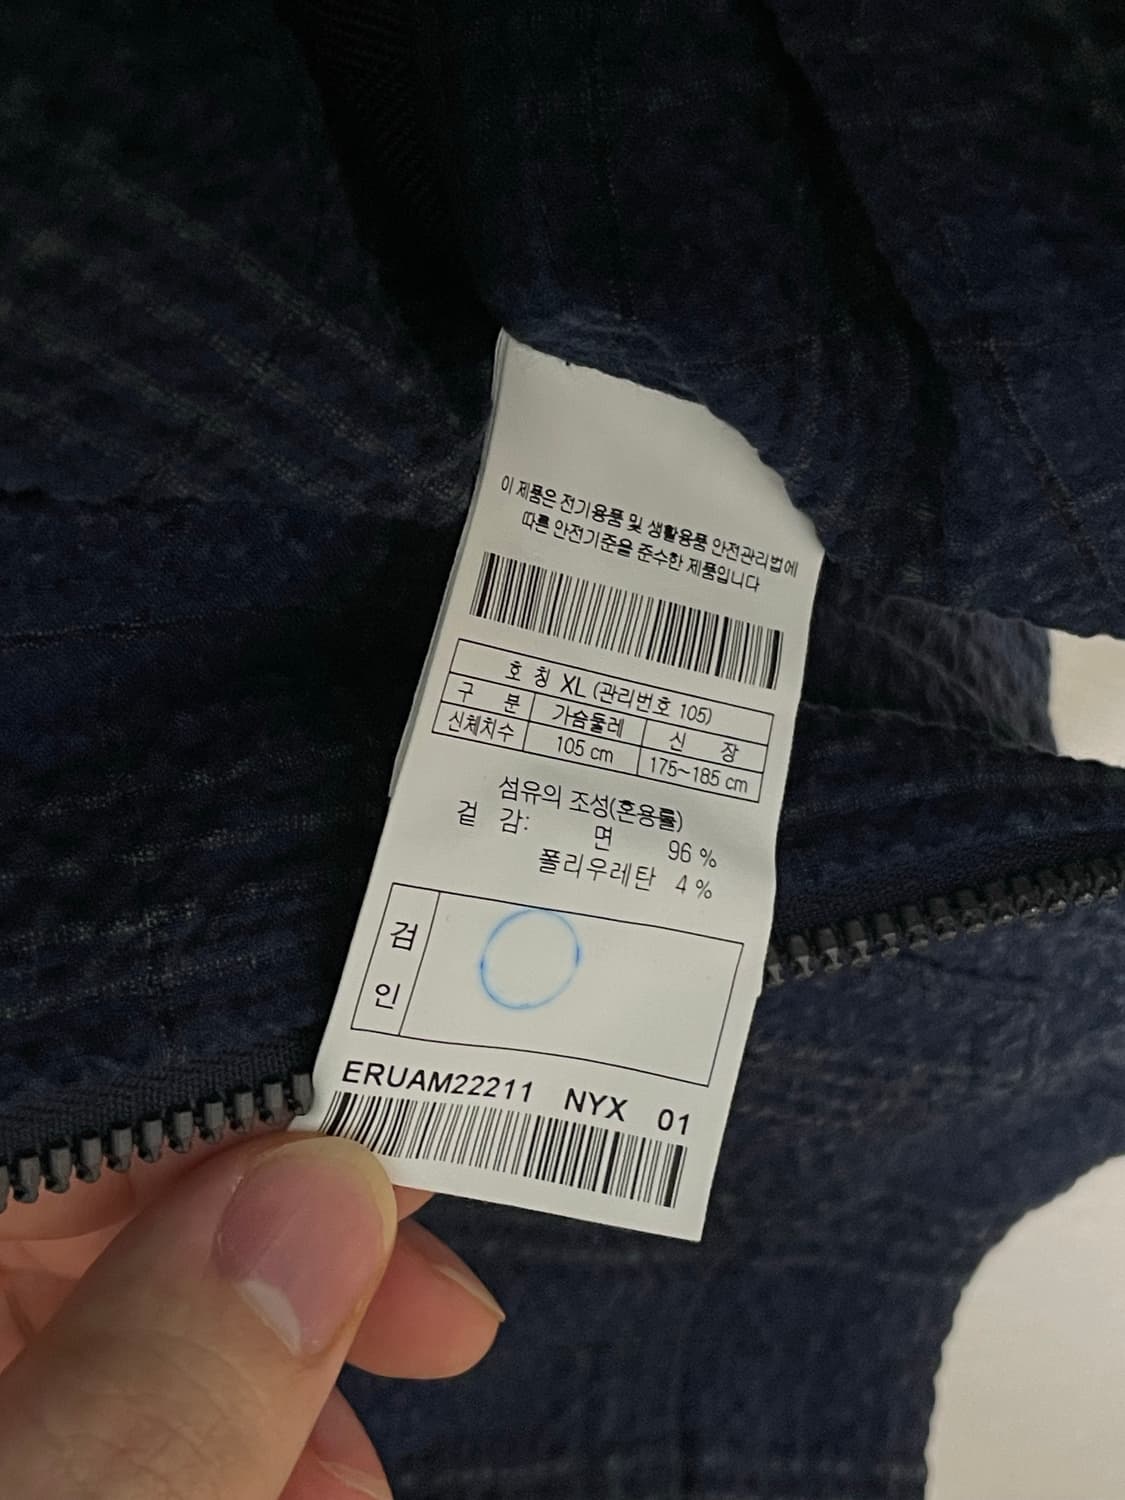 이 제품은 전기용품 및 생활용품 안전관리법에
따른 안전기준을 준수한 제품입니다
호 칭 XL (관리번호 105)
구 분 가슴둘레 신 장
신체치수 105 cm 175~185 cm
섬유의 조성(혼용률)
겉 감: 면 96 %
폴리우레탄 4 %
검
인
ERUAM22211 NYX 01